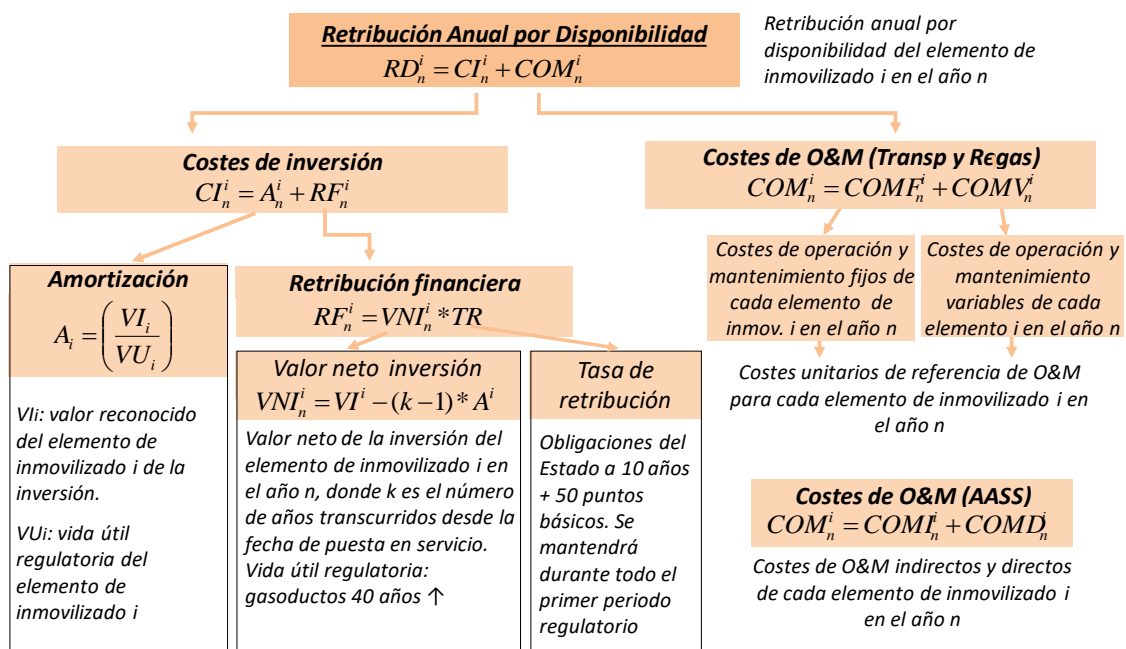 Retribución Anual por Disponibilidad
RD_n^i = CI_n^i + COM_n^i
Retribución anual por
disponibilidad del elemento de
inmovilizado i en el año n
Costes de inversión
CI_n^i = A_n^i + RF_n^i
Costes de O&M (Transp y Regas)
COM_n^i = COMF_n^i + COMV_n^i
Amortización
A_i = (VI_i / VU_i)
VIi: valor reconocido
del elemento de
inmovilizado i de la
inversión.
VUi: vida útil
regulatoria del
elemento de
inmovilizado i
Retribución financiera
RF_n^i = VNI_n^i * TR
Valor neto inversión
VNI_n^i = VI^i − (k − 1) * A^i
Valor neto de la inversión del
elemento de inmovilizado i en
el año n, donde k es el número
de años transcurridos desde la
fecha de puesta en servicio.
Vida útil regulatoria:
gasoductos 40 años ↑
Tasa de
retribución
Obligaciones del
Estado a 10 años
+ 50 puntos
básicos. Se
mantendrá
durante todo el
primer periodo
regulatorio
Costes de operación y
mantenimiento fijos de
cada elemento de
inmov. i en el año n
Costes de operación y
mantenimiento
variables de cada
elemento i en el año n
Costes unitarios de referencia de O&M
para cada elemento de inmovilizado i en
el año n
Costes de O&M (AASS)
COM_n^i = COMI_n^i + COMD_n^i
Costes de O&M indirectos y directos
de cada elemento de inmovilizado i
en el año n